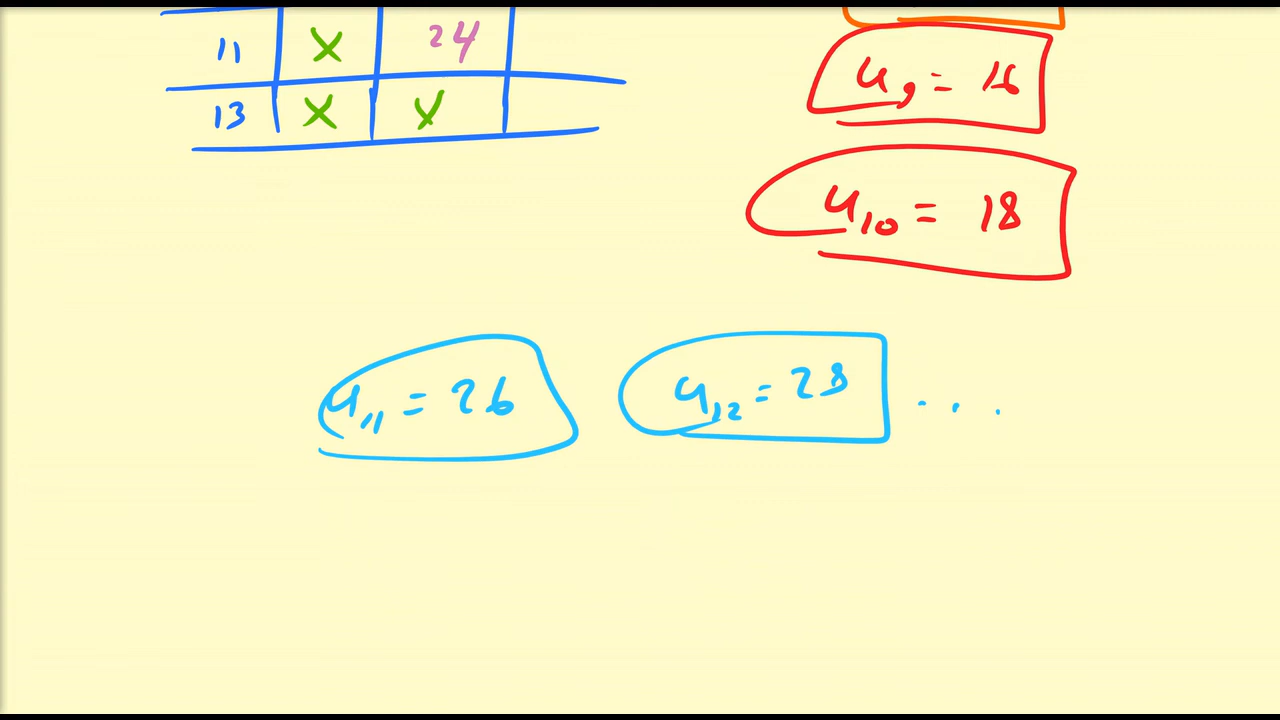 11 X 24
13 X X
u₉ = 16
u₁₀ = 18
u₁₁ = 26 u₁₂ = 28 ...